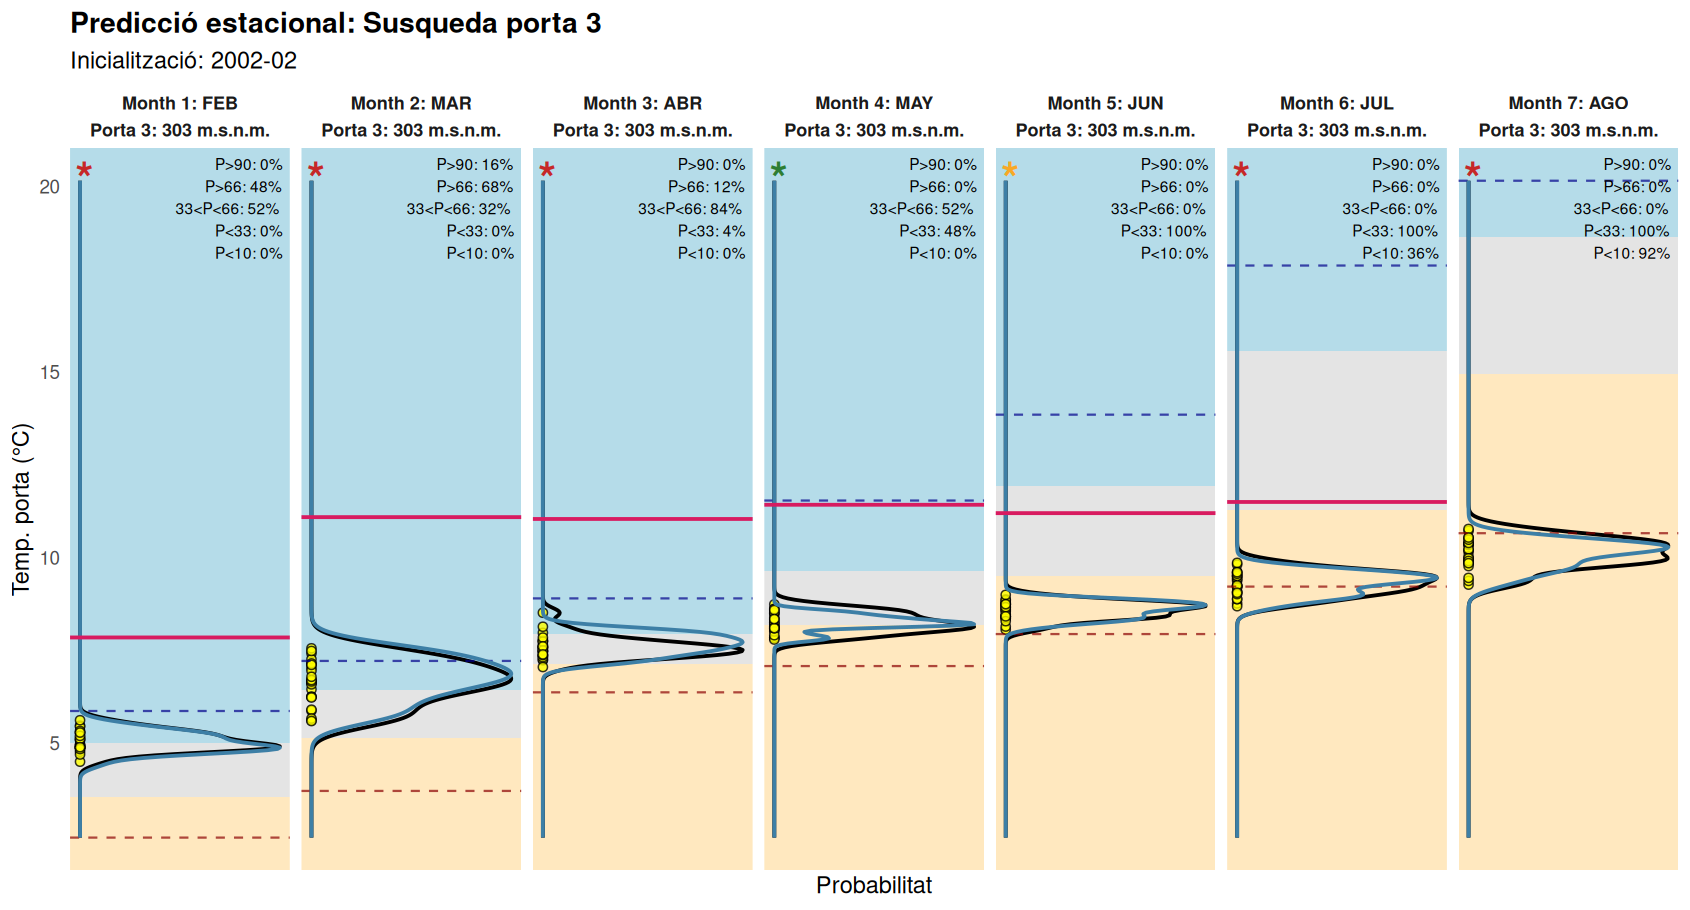 Predicció estacional: Susqueda porta 3
Inicialització: 2002-02
Month 1: FEB
Porta 3: 303 m.s.n.m.
Month 2: MAR
Porta 3: 303 m.s.n.m.
Month 3: ABR
Porta 3: 303 m.s.n.m.
Month 4: MAY
Porta 3: 303 m.s.n.m.
Month 5: JUN
Porta 3: 303 m.s.n.m.
Month 6: JUL
Porta 3: 303 m.s.n.m.
Month 7: AGO
Porta 3: 303 m.s.n.m.
*
P>90: 0%
P>66: 48%
33<P<66: 52%
P<33: 0%
P<10: 0%
*
P>90: 16%
P>66: 68%
33<P<66: 32%
P<33: 0%
P<10: 0%
*
P>90: 0%
P>66: 12%
33<P<66: 84%
P<33: 4%
P<10: 0%
*
P>90: 0%
P>66: 0%
33<P<66: 52%
P<33: 48%
P<10: 0%
*
P>90: 0%
P>66: 0%
33<P<66: 0%
P<33: 100%
P<10: 0%
*
P>90: 0%
P>66: 0%
33<P<66: 0%
P<33: 100%
P<10: 36%
*
P>90: 0%
P>66: 0%
33<P<66: 0%
P<33: 100%
P<10: 92%
20
15
10
5
Temp. porta (°C)
Probabilitat